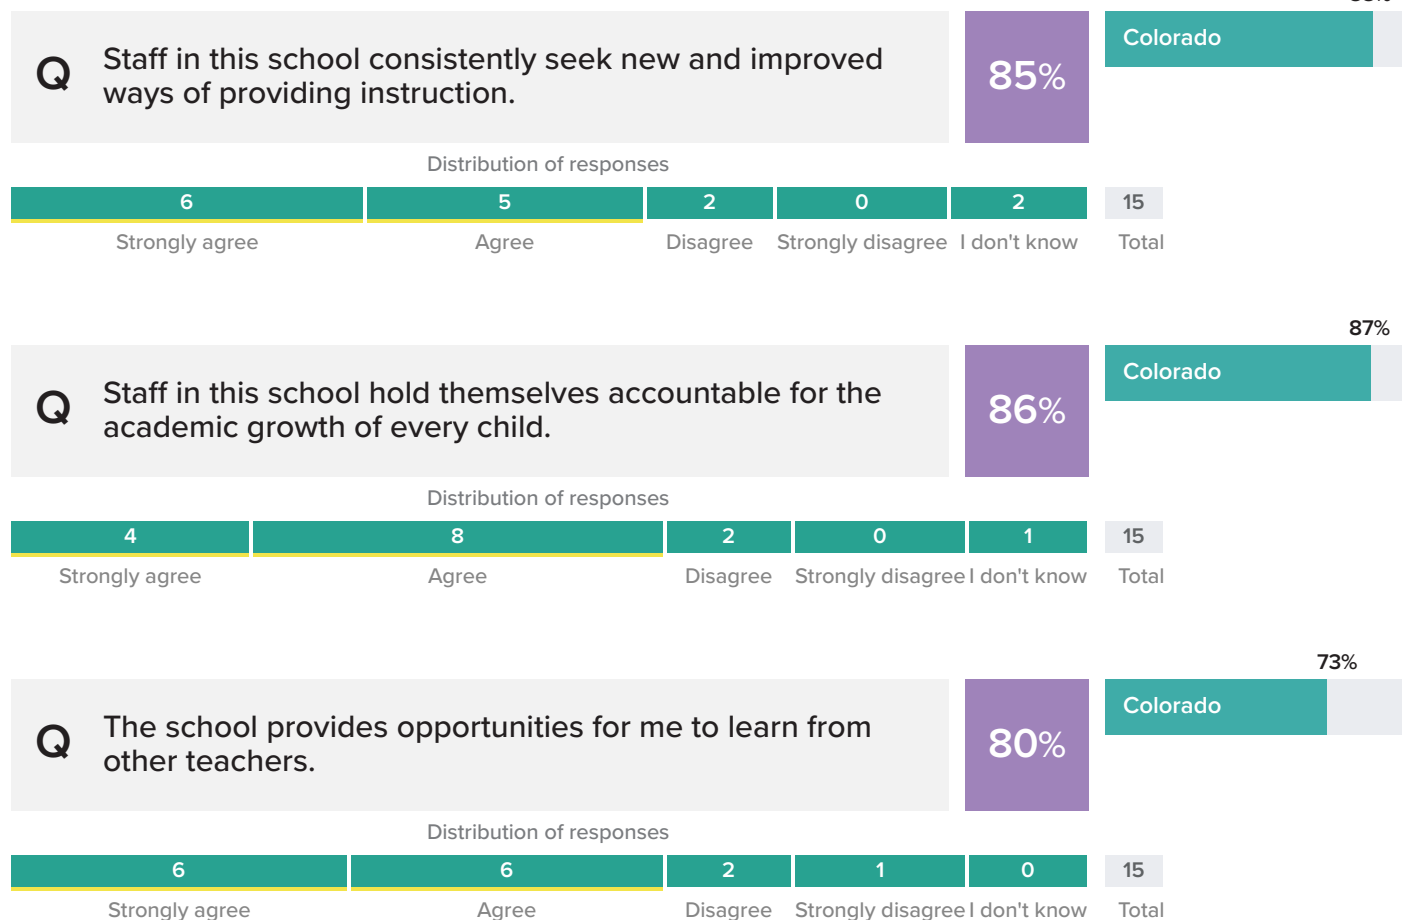 Q Staff in this school consistently seek new and improved
ways of providing instruction.
85%
Colorado
Distribution of responses
6 5 2 0 2 15
Strongly agree Agree Disagree Strongly disagree I don't know Total
87%
Q Staff in this school hold themselves accountable for the
academic growth of every child.
86%
Colorado
Distribution of responses
4 8 2 0 1 15
Strongly agree Agree Disagree Strongly disagree I don't know Total
73%
Q The school provides opportunities for me to learn from
other teachers.
80%
Colorado
Distribution of responses
6 6 2 1 0 15
Strongly agree Agree Disagree Strongly disagree I don't know Total